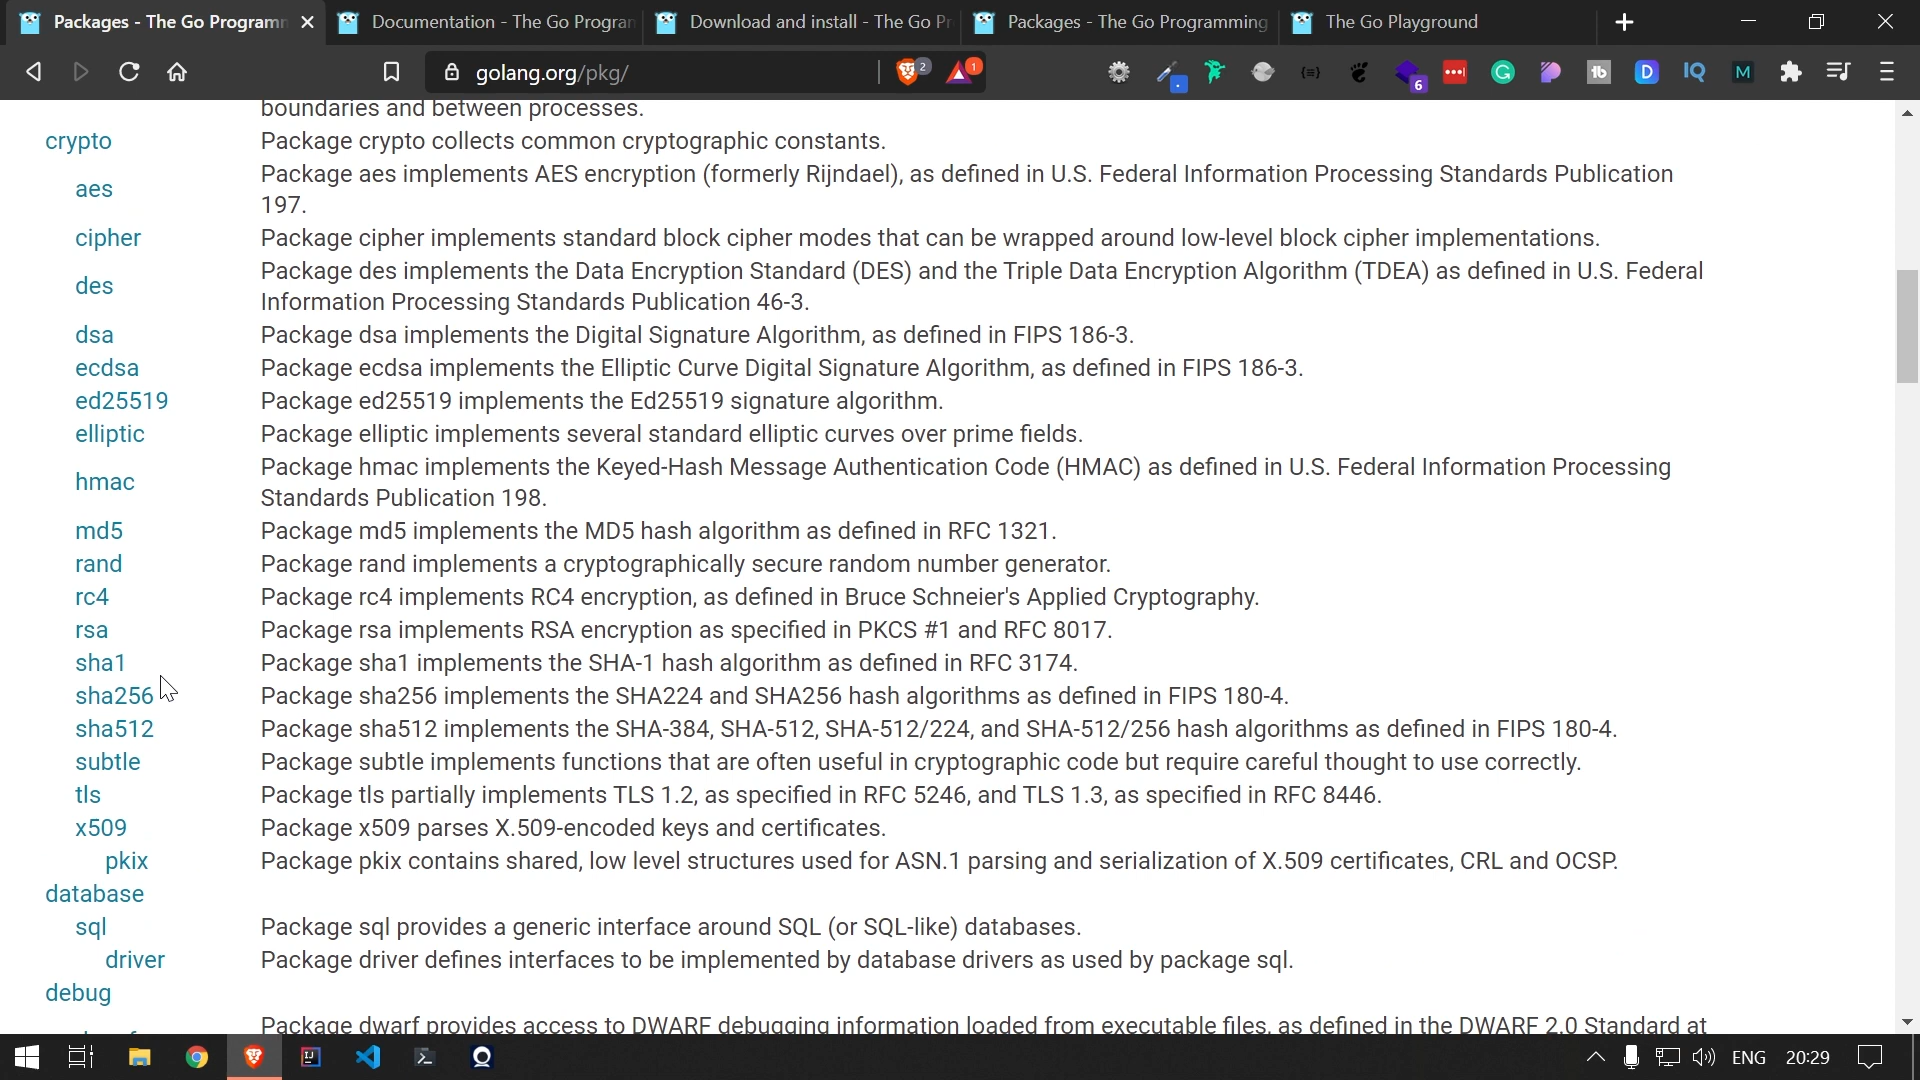 Packages - The Go Programm
Documentation - The Go Progran
Download and install - The Go Pr
Packages - The Go Programming
The Go Playground
golang.org/pkg/
2
1
6
G
tb
D
IQ
M
boundaries and between processes.
crypto Package crypto collects common cryptographic constants.
aes Package aes implements AES encryption (formerly Rijndael), as defined in U.S. Federal Information Processing Standards Publication
197.
cipher Package cipher implements standard block cipher modes that can be wrapped around low-level block cipher implementations.
des Package des implements the Data Encryption Standard (DES) and the Triple Data Encryption Algorithm (TDEA) as defined in U.S. Federal
Information Processing Standards Publication 46-3.
dsa Package dsa implements the Digital Signature Algorithm, as defined in FIPS 186-3.
ecdsa Package ecdsa implements the Elliptic Curve Digital Signature Algorithm, as defined in FIPS 186-3.
ed25519 Package ed25519 implements the Ed25519 signature algorithm.
elliptic Package elliptic implements several standard elliptic curves over prime fields.
hmac Package hmac implements the Keyed-Hash Message Authentication Code (HMAC) as defined in U.S. Federal Information Processing
Standards Publication 198.
md5 Package md5 implements the MD5 hash algorithm as defined in RFC 1321.
rand Package rand implements a cryptographically secure random number generator.
rc4 Package rc4 implements RC4 encryption, as defined in Bruce Schneier's Applied Cryptography.
rsa Package rsa implements RSA encryption as specified in PKCS #1 and RFC 8017.
sha1 Package sha1 implements the SHA-1 hash algorithm as defined in RFC 3174.
sha256 Package sha256 implements the SHA224 and SHA256 hash algorithms as defined in FIPS 180-4.
sha512 Package sha512 implements the SHA-384, SHA-512, SHA-512/224, and SHA-512/256 hash algorithms as defined in FIPS 180-4.
subtle Package subtle implements functions that are often useful in cryptographic code but require careful thought to use correctly.
tls Package tls partially implements TLS 1.2, as specified in RFC 5246, and TLS 1.3, as specified in RFC 8446.
x509 Package x509 parses X.509-encoded keys and certificates.
pkix Package pkix contains shared, low level structures used for ASN.1 parsing and serialization of X.509 certificates, CRL and OCSP.
database
sql Package sql provides a generic interface around SQL (or SQL-like) databases.
driver Package driver defines interfaces to be implemented by database drivers as used by package sql.
debug
Package dwarf provides access to DWARF debugging information loaded from executable files, as defined in the DWARF 2.0 Standard at
IJ
ENG 20:29